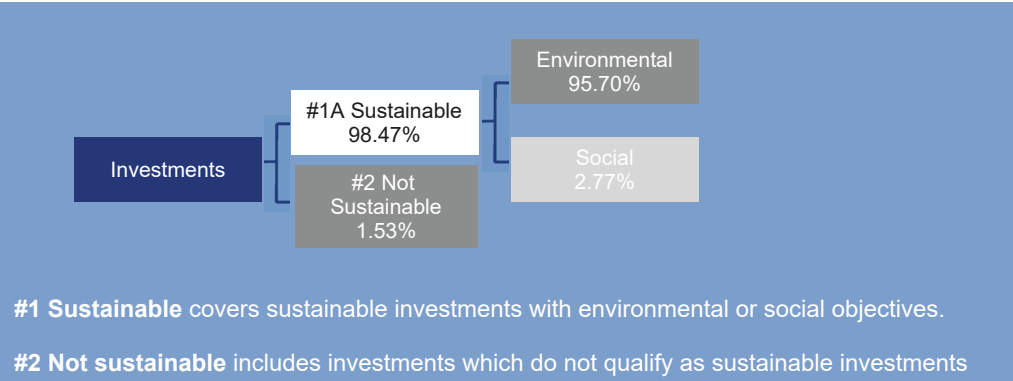 Environmental
95.70%
#1A Sustainable
98.47%
Investments
Social
2.77%
#2 Not
Sustainable
1.53%
#1 Sustainable covers sustainable investments with environmental or social objectives.
#2 Not sustainable includes investments which do not qualify as sustainable investments